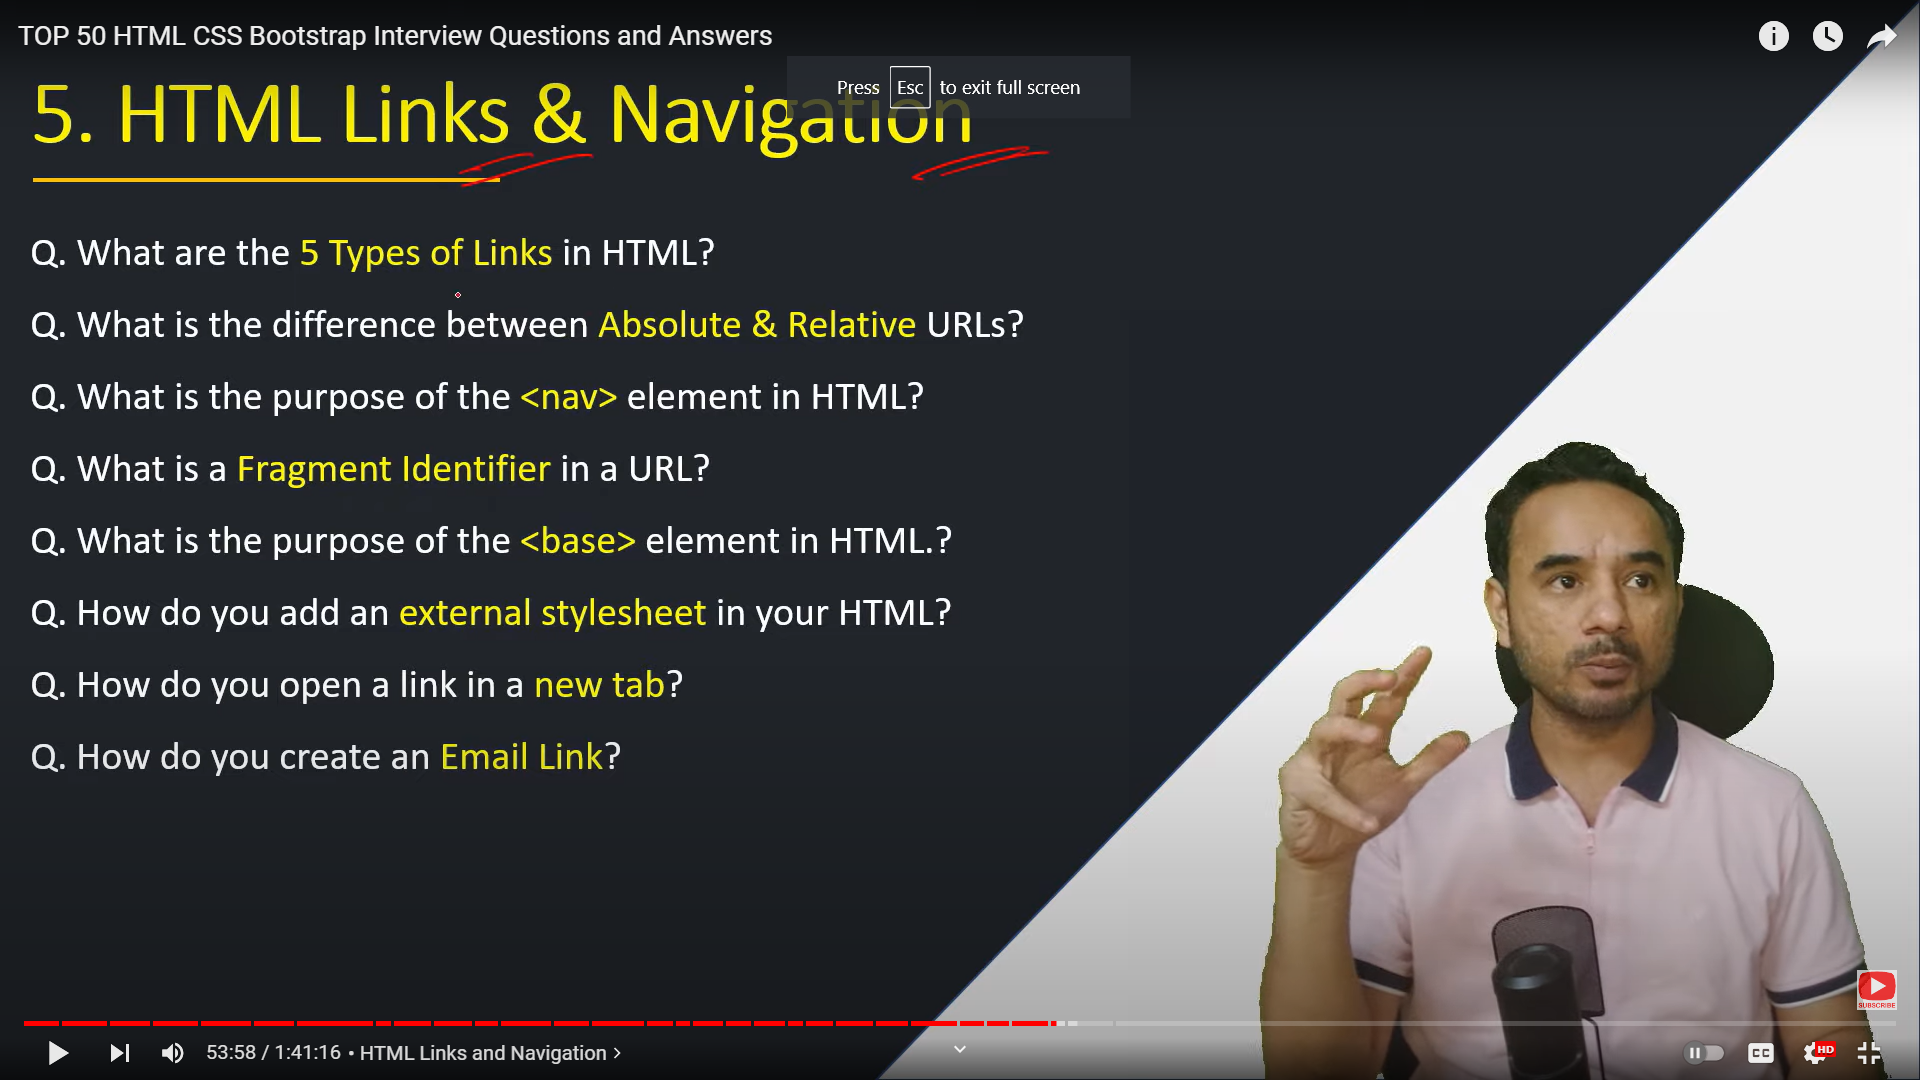 TOP 50 HTML CSS Bootstrap Interview Questions and Answers
Press Esc to exit full screen
5. HTML Links & Navigation
Q. What are the 5 Types of Links in HTML?
Q. What is the difference between Absolute & Relative URLs?
Q. What is the purpose of the <nav> element in HTML?
Q. What is a Fragment Identifier in a URL?
Q. What is the purpose of the <base> element in HTML.?
Q. How do you add an external stylesheet in your HTML?
Q. How do you open a link in a new tab?
Q. How do you create an Email Link?
SUBSCRIBE
53:58 / 1:41:16 • HTML Links and Navigation >
CC
HD